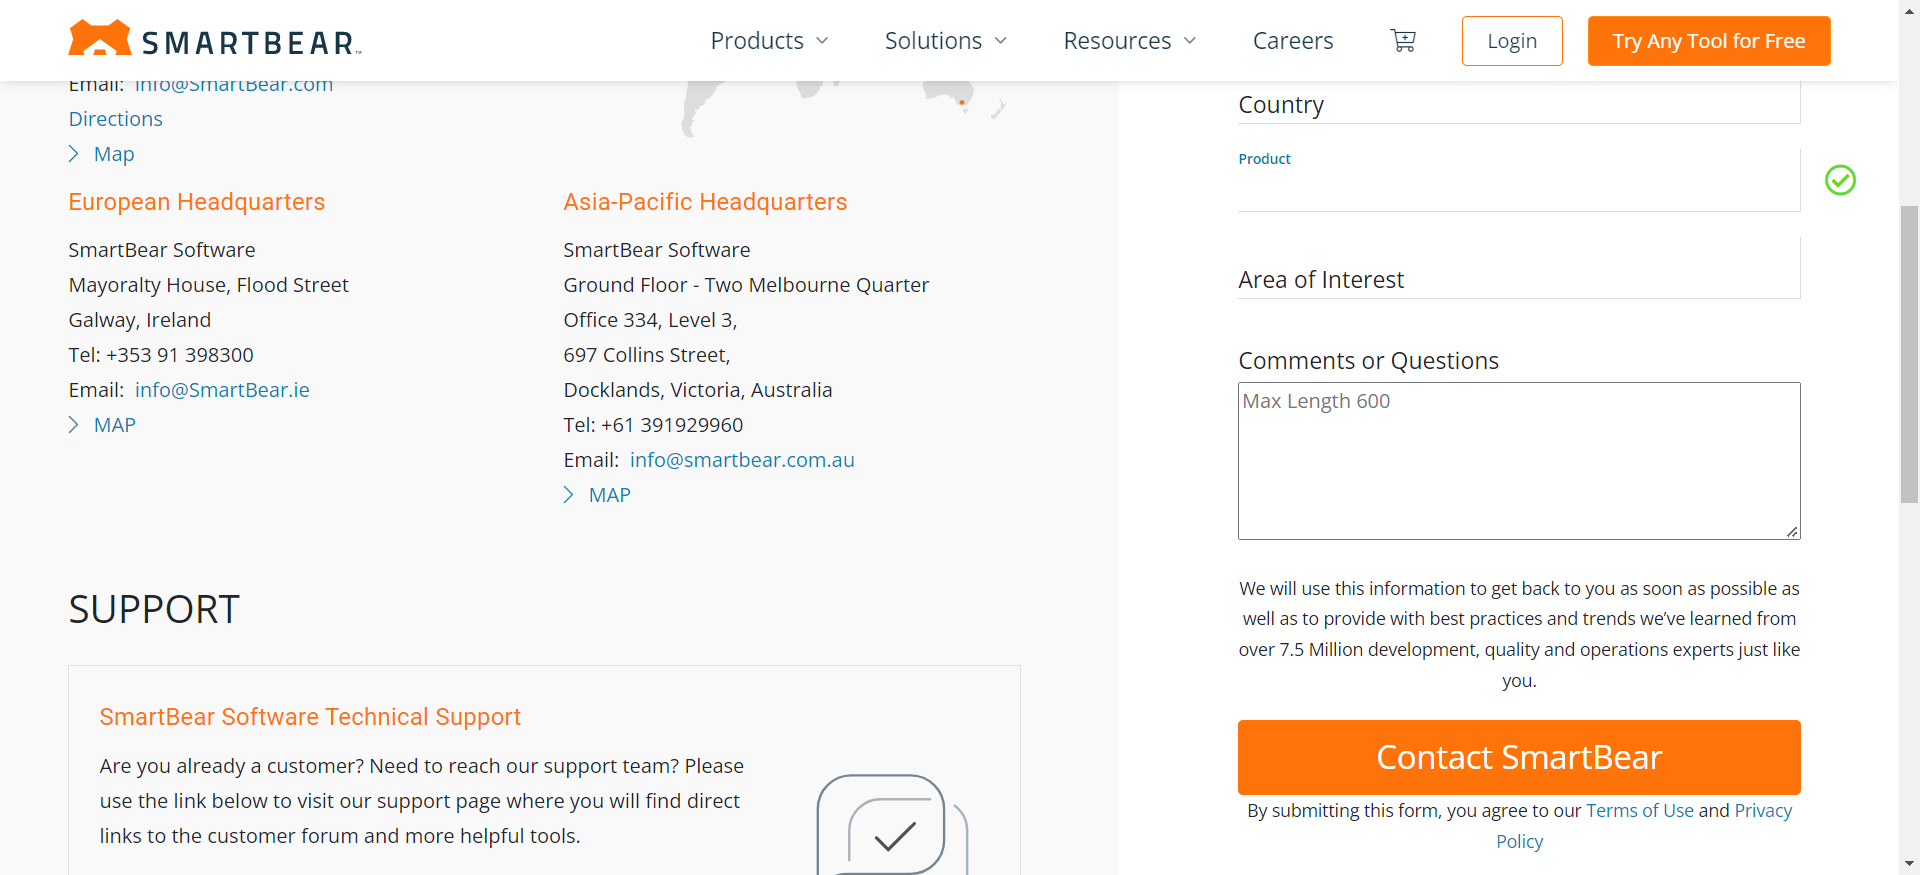 SMARTBEAR™
Products
Solutions
Resources
Careers
Login
Try Any Tool for Free
Email: info@SmartBear.com
Directions
Map
European Headquarters
SmartBear Software
Mayoralty House, Flood Street
Galway, Ireland
Tel: +353 91 398300
Email: info@SmartBear.ie
MAP
Asia-Pacific Headquarters
SmartBear Software
Ground Floor - Two Melbourne Quarter
Office 334, Level 3,
697 Collins Street,
Docklands, Victoria, Australia
Tel: +61 391929960
Email: info@smartbear.com.au
MAP
SUPPORT
SmartBear Software Technical Support
Are you already a customer? Need to reach our support team? Please
use the link below to visit our support page where you will find direct
links to the customer forum and more helpful tools.
Country
Product
Area of Interest
Comments or Questions
Max Length 600
We will use this information to get back to you as soon as possible as
well as to provide with best practices and trends we’ve learned from
over 7.5 Million development, quality and operations experts just like
you.
Contact SmartBear
By submitting this form, you agree to our Terms of Use and Privacy
Policy